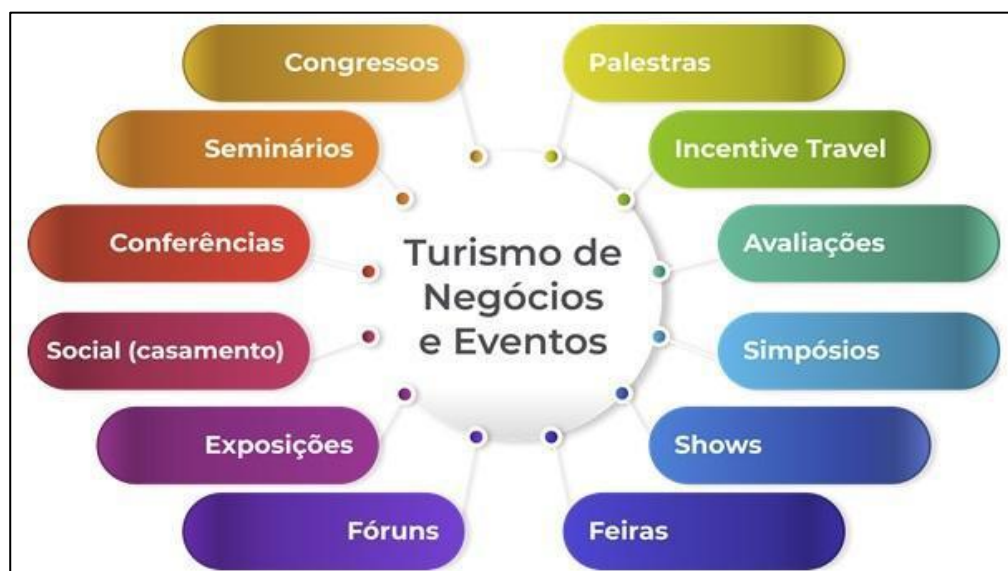 Congressos
Palestras
Seminários
Incentive Travel
Conferências
Avaliações
Turismo de
Negócios
e Eventos
Social (casamento)
Simpósios
Exposições
Shows
Fóruns
Feiras